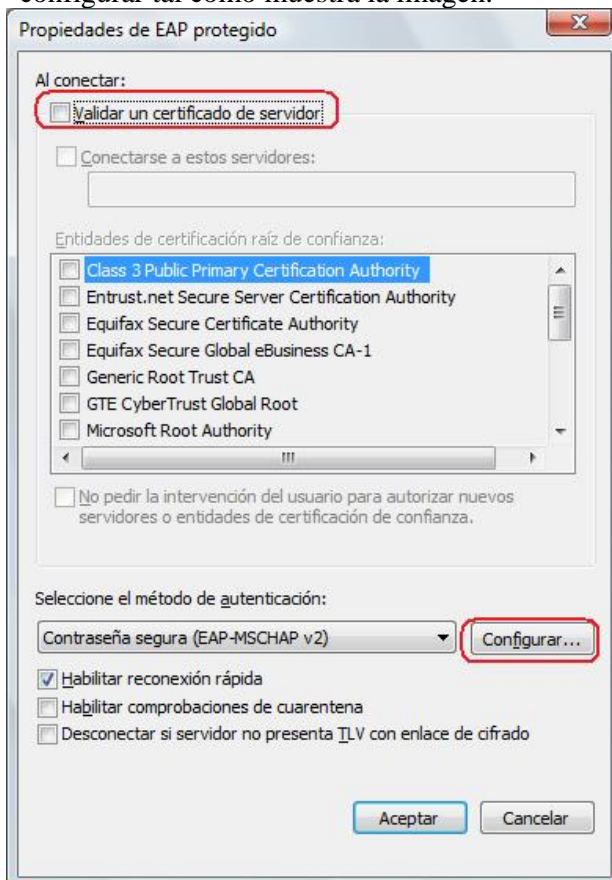 configurar tal como muestra la imagen:
Propiedades de EAP protegido
Al conectar:
Validar un certificado de servidor
Conectarse a estos servidores:
Entidades de certificación raíz de confianza:
Class 3 Public Primary Certification Authority
Entrust.net Secure Server Certification Authority
Equifax Secure Certificate Authority
Equifax Secure Global eBusiness CA-1
Generic Root Trust CA
GTE CyberTrust Global Root
Microsoft Root Authority
No pedir la intervención del usuario para autorizar nuevos
servidores o entidades de certificación de confianza.
Seleccione el método de autenticación:
Contraseña segura (EAP-MSCHAP v2) Configurar...
Habilitar reconexión rápida
Habilitar comprobaciones de cuarentena
Desconectar si servidor no presenta TLV con enlace de cifrado
Aceptar Cancelar